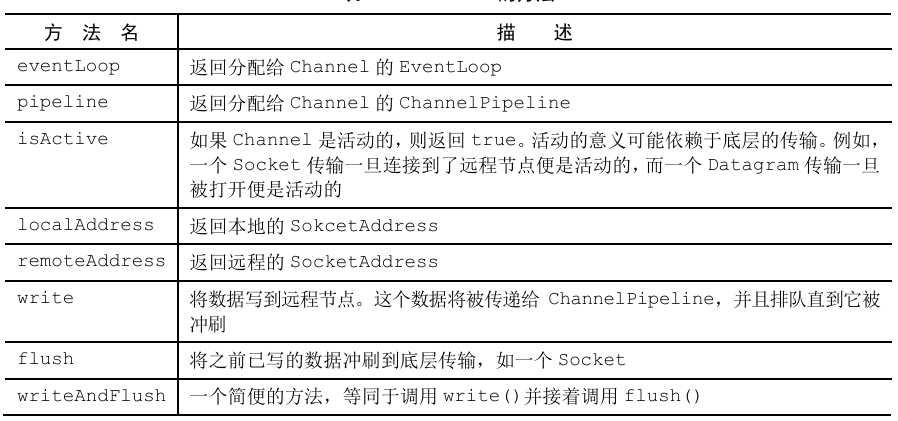 方 法 名 描 述
eventLoop 返回分配给 Channel 的 EventLoop
pipeline 返回分配给 Channel 的 ChannelPipeline
isActive 如果 Channel 是活动的，则返回 true。活动的意义可能依赖于底层的传输。例如，
一个 Socket 传输一旦连接到了远程节点便是活动的，而一个 Datagram 传输一旦
被打开便是活动的
localAddress 返回本地的 SokcetAddress
remoteAddress 返回远程的 SocketAddress
write 将数据写到远程节点。这个数据将被传递给 ChannelPipeline，并且排队直到它被
冲刷
flush 将之前已写的数据冲刷到底层传输，如一个 Socket
writeAndFlush 一个简便的方法，等同于调用 write()并接着调用 flush()